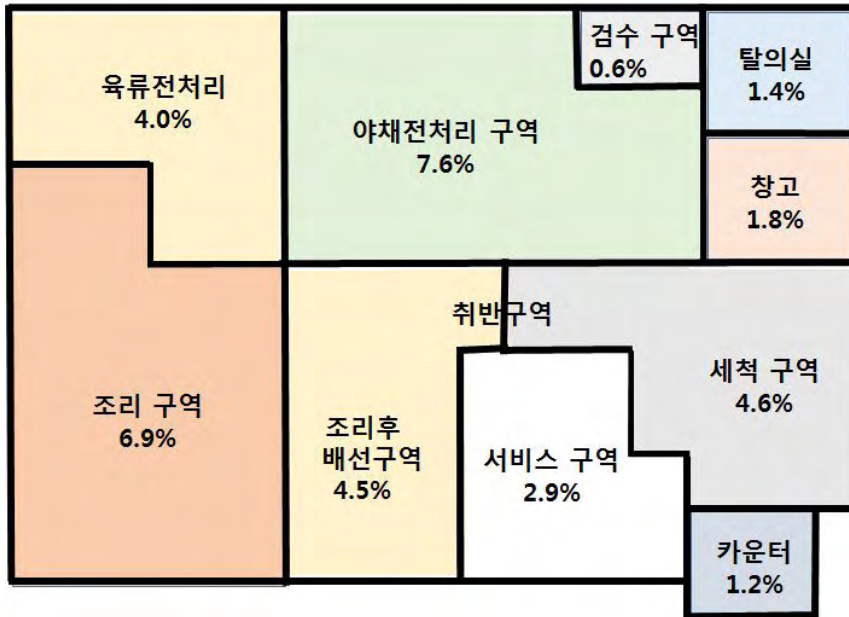 육류전처리
4.0%
야채전처리 구역
7.6%
검수 구역
0.6%
탈의실
1.4%
창고
1.8%
조리 구역
6.9%
조리후
배선구역
4.5%
취반구역
서비스 구역
2.9%
세척 구역
4.6%
카운터
1.2%